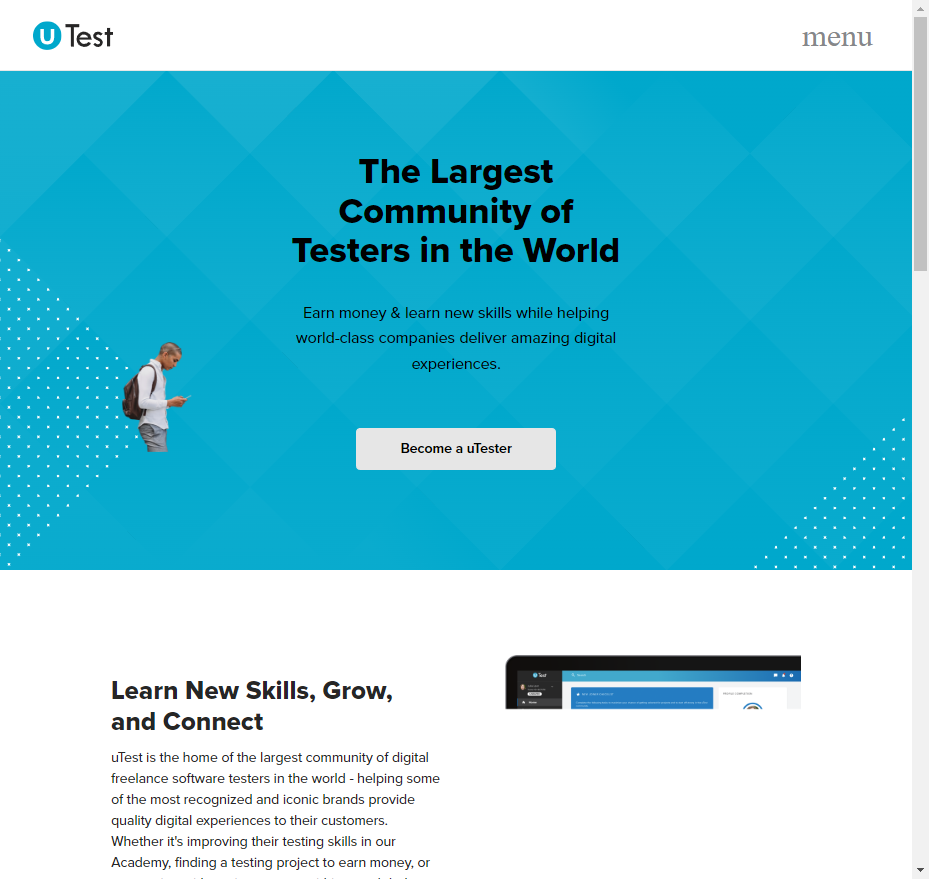 uTest
menu
The Largest
Community of
Testers in the World
Earn money & learn new skills while helping
world-class companies deliver amazing digital
experiences.
Become a uTester
Learn New Skills, Grow,
and Connect
uTest is the home of the largest community of digital
freelance software testers in the world - helping some
of the most recognized and iconic brands provide
quality digital experiences to their customers.
Whether it's improving their testing skills in our
Academy, finding a testing project to earn money, or
uTest